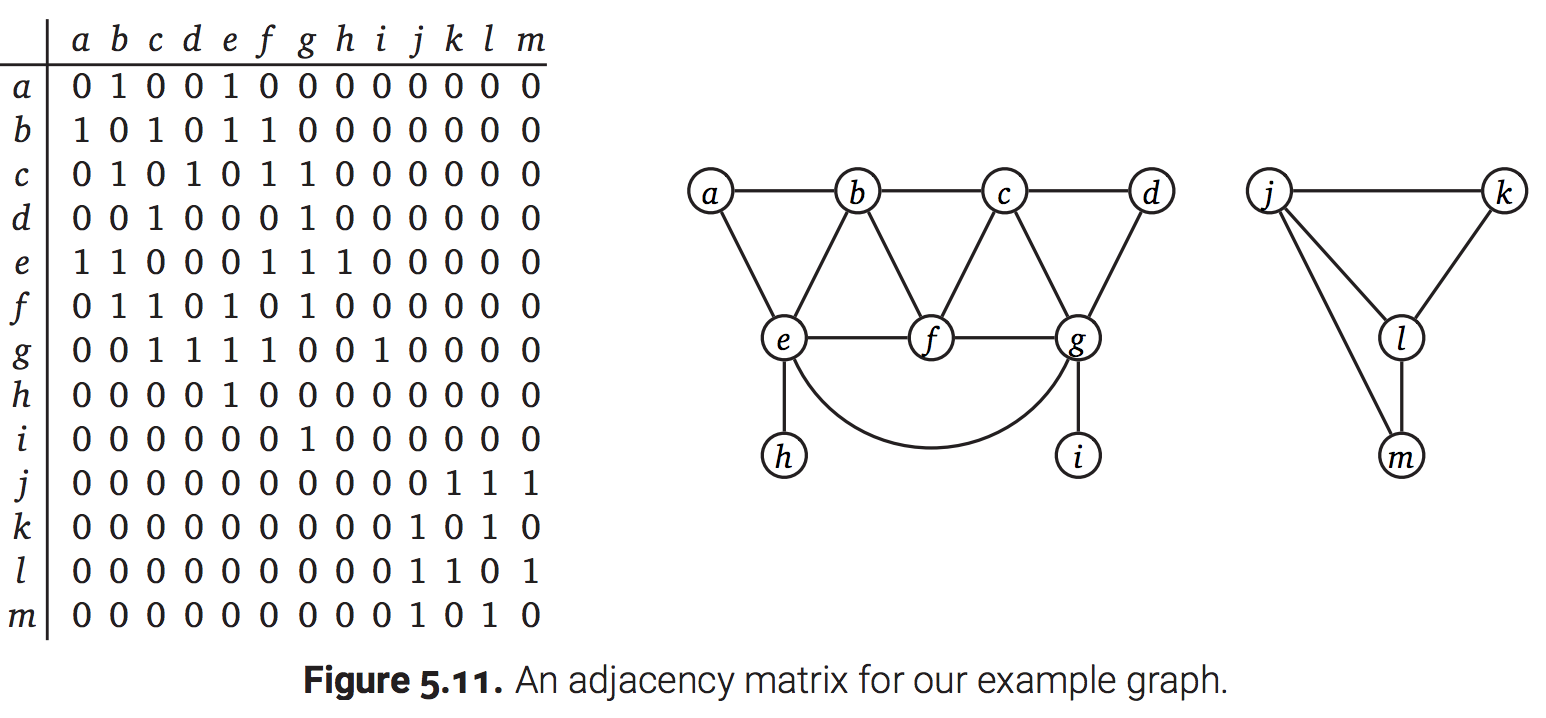 a b c d e f g h i j k l m
a 0 1 0 0 1 0 0 0 0 0 0 0 0
b 1 0 1 0 1 1 0 0 0 0 0 0 0
c 0 1 0 1 0 1 1 0 0 0 0 0 0
d 0 0 1 0 0 0 1 0 0 0 0 0 0
e 1 1 0 0 0 1 1 1 0 0 0 0 0
f 0 1 1 0 1 0 1 0 0 0 0 0 0
g 0 0 1 1 1 1 0 0 1 0 0 0 0
h 0 0 0 0 1 0 0 0 0 0 0 0 0
i 0 0 0 0 0 0 1 0 0 0 0 0 0
j 0 0 0 0 0 0 0 0 0 0 1 1 1
k 0 0 0 0 0 0 0 0 0 1 0 1 0
l 0 0 0 0 0 0 0 0 0 1 1 0 1
m 0 0 0 0 0 0 0 0 0 1 0 1 0
a b c d
e f g
h i
j k
l
m
Figure 5.11. An adjacency matrix for our example graph.